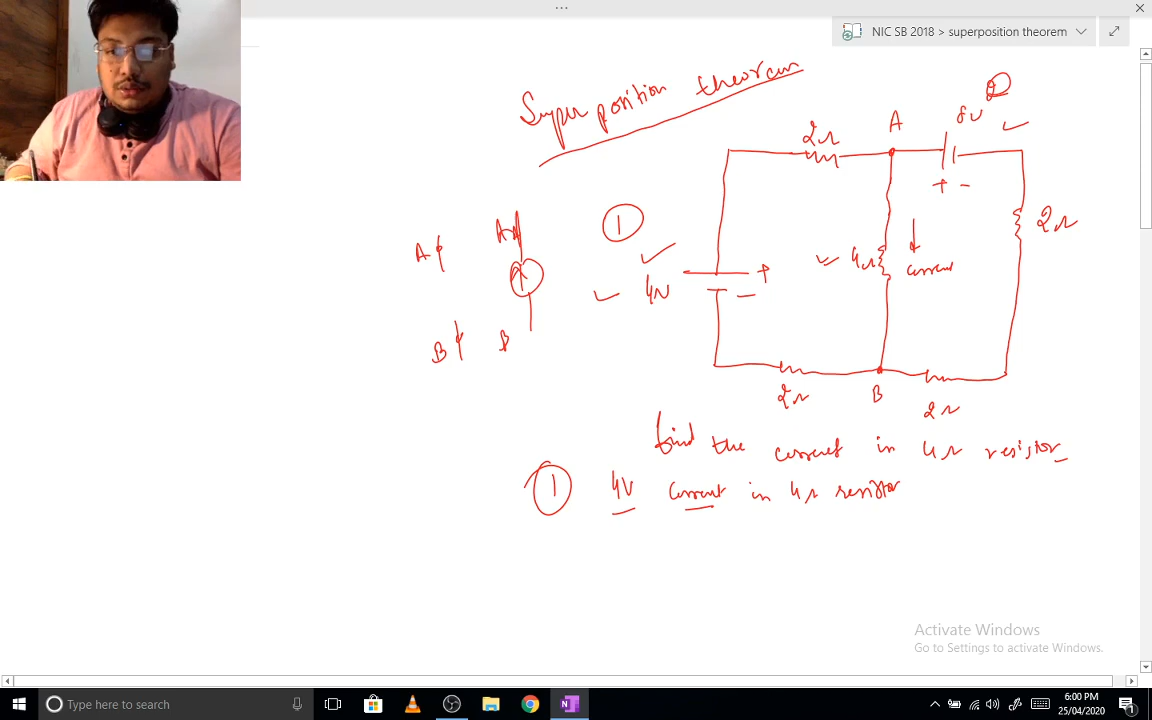 NIC SB 2018 > superposition theorem
Superposition theorem
2
8V
A
2Ω
+ -
2Ω
1
A
A
4V
+
-
4Ω
current
B
B
2Ω
B
2Ω
find the current in 4Ω resistor
1 4V current in 4Ω resistor
Activate Windows
Go to Settings to activate Windows.
Type here to search
6:00 PM
25/04/2020
1